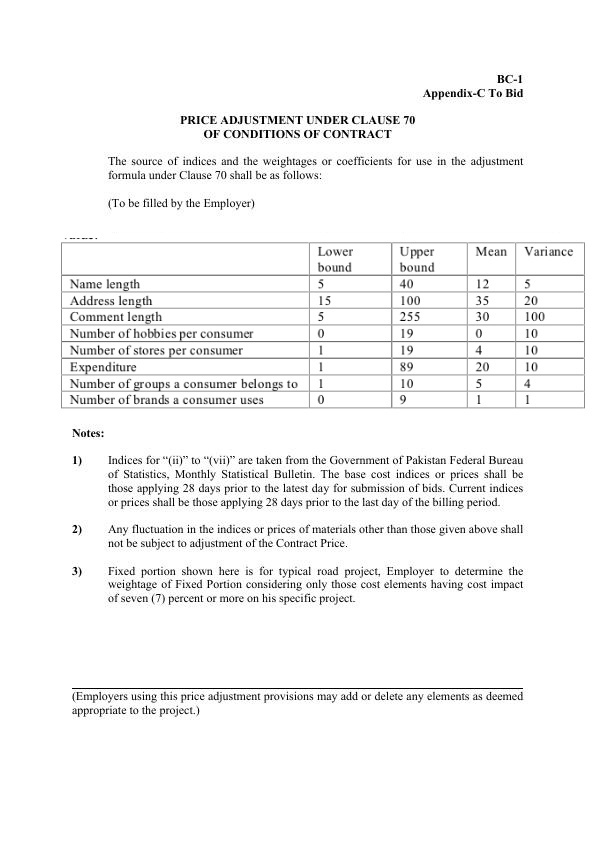 BC-1
Appendix-C To Bid
PRICE ADJUSTMENT UNDER CLAUSE 70
OF CONDITIONS OF CONTRACT
The source of indices and the weightages or coefficients for use in the adjustment
formula under Clause 70 shall be as follows:
(To be filled by the Employer)
Lower bound Upper bound Mean Variance
Name length 5 40 12 5
Address length 15 100 35 20
Comment length 5 255 30 100
Number of hobbies per consumer 0 19 0 10
Number of stores per consumer 1 19 4 10
Expenditure 1 89 20 10
Number of groups a consumer belongs to 1 10 5 4
Number of brands a consumer uses 0 9 1 1
Notes:
1) Indices for “(ii)” to “(vii)” are taken from the Government of Pakistan Federal Bureau
of Statistics, Monthly Statistical Bulletin. The base cost indices or prices shall be
those applying 28 days prior to the latest day for submission of bids. Current indices
or prices shall be those applying 28 days prior to the last day of the billing period.
2) Any fluctuation in the indices or prices of materials other than those given above shall
not be subject to adjustment of the Contract Price.
3) Fixed portion shown here is for typical road project, Employer to determine the
weightage of Fixed Portion considering only those cost elements having cost impact
of seven (7) percent or more on his specific project.
(Employers using this price adjustment provisions may add or delete any elements as deemed
appropriate to the project.)